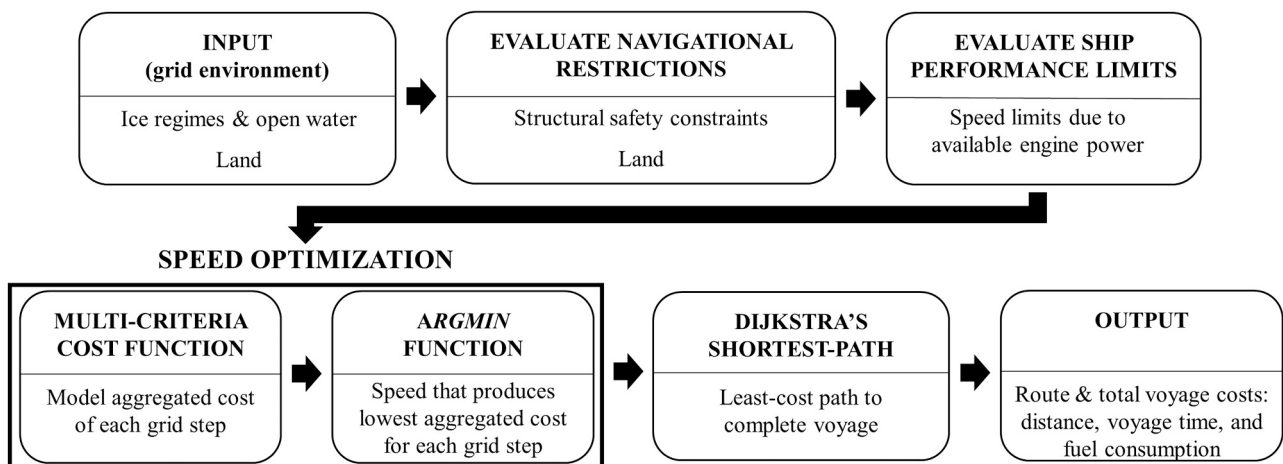 INPUT
(grid environment)
Ice regimes & open water
Land
EVALUATE NAVIGATIONAL
RESTRICTIONS
Structural safety constraints
Land
EVALUATE SHIP
PERFORMANCE LIMITS
Speed limits due to
available engine power
SPEED OPTIMIZATION
MULTI-CRITERIA
COST FUNCTION
Model aggregated cost
of each grid step
ARGMIN
FUNCTION
Speed that produces
lowest aggregated cost
for each grid step
DIJKSTRA'S
SHORTEST-PATH
Least-cost path to
complete voyage
OUTPUT
Route & total voyage costs:
distance, voyage time, and
fuel consumption